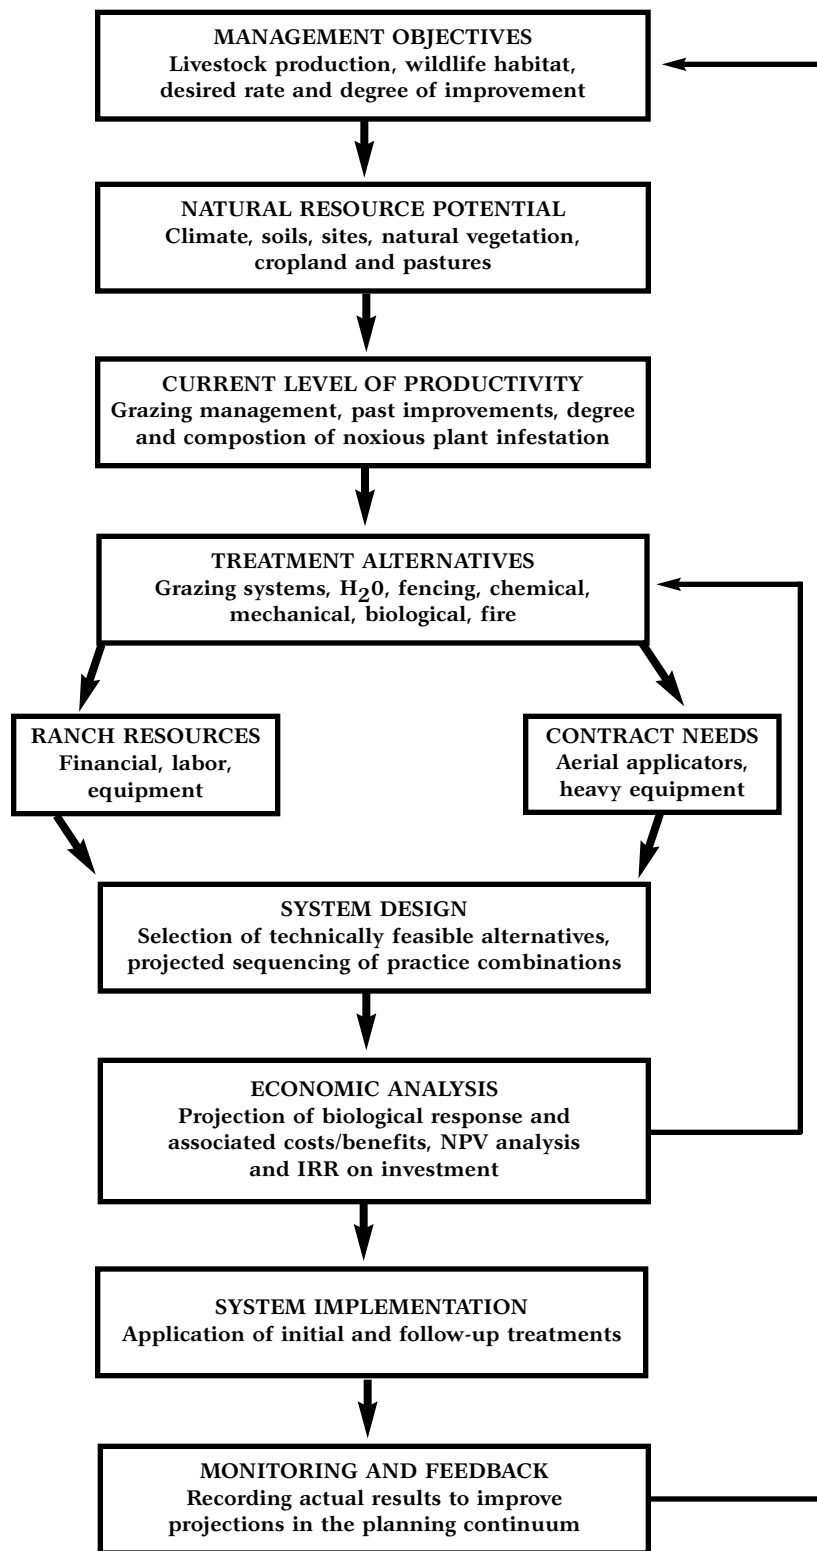 MANAGEMENT OBJECTIVES
Livestock production, wildlife habitat,
desired rate and degree of improvement
NATURAL RESOURCE POTENTIAL
Climate, soils, sites, natural vegetation,
cropland and pastures
CURRENT LEVEL OF PRODUCTIVITY
Grazing management, past improvements, degree
and compostion of noxious plant infestation
TREATMENT ALTERNATIVES
Grazing systems, H20, fencing, chemical,
mechanical, biological, fire
RANCH RESOURCES
Financial, labor,
equipment
CONTRACT NEEDS
Aerial applicators,
heavy equipment
SYSTEM DESIGN
Selection of technically feasible alternatives,
projected sequencing of practice combinations
ECONOMIC ANALYSIS
Projection of biological response and
associated costs/benefits, NPV analysis
and IRR on investment
SYSTEM IMPLEMENTATION
Application of initial and follow-up treatments
MONITORING AND FEEDBACK
Recording actual results to improve
projections in the planning continuum